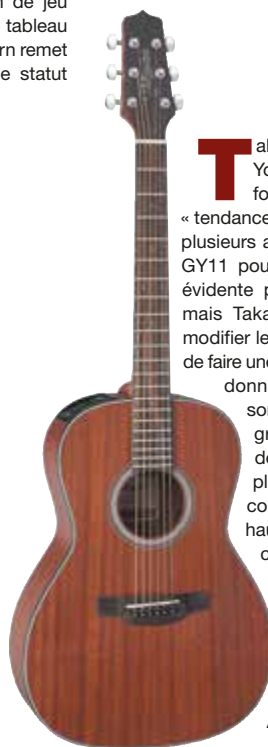 n de jeu
tableau
rn remet
e statut
Tal
Yo
fo
« tendance
plusieurs a
GY11 pou
évidente p
mais Taka
modifier le
de faire une
donn
son
gr
de
pl
co
hau